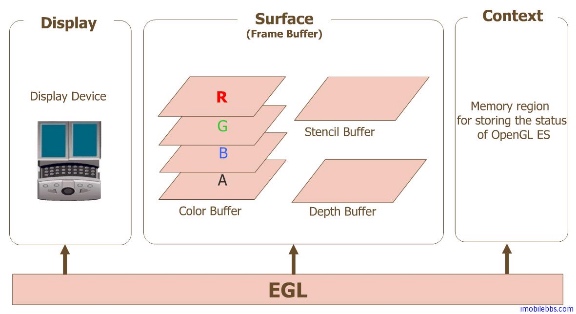 Display
Surface
(Frame Buffer)
Context
Display Device
R
G
B
A
Color Buffer
Stencil Buffer
Depth Buffer
Memory region
for storing the status
of OpenGL ES
EGL
imobilebbs.com